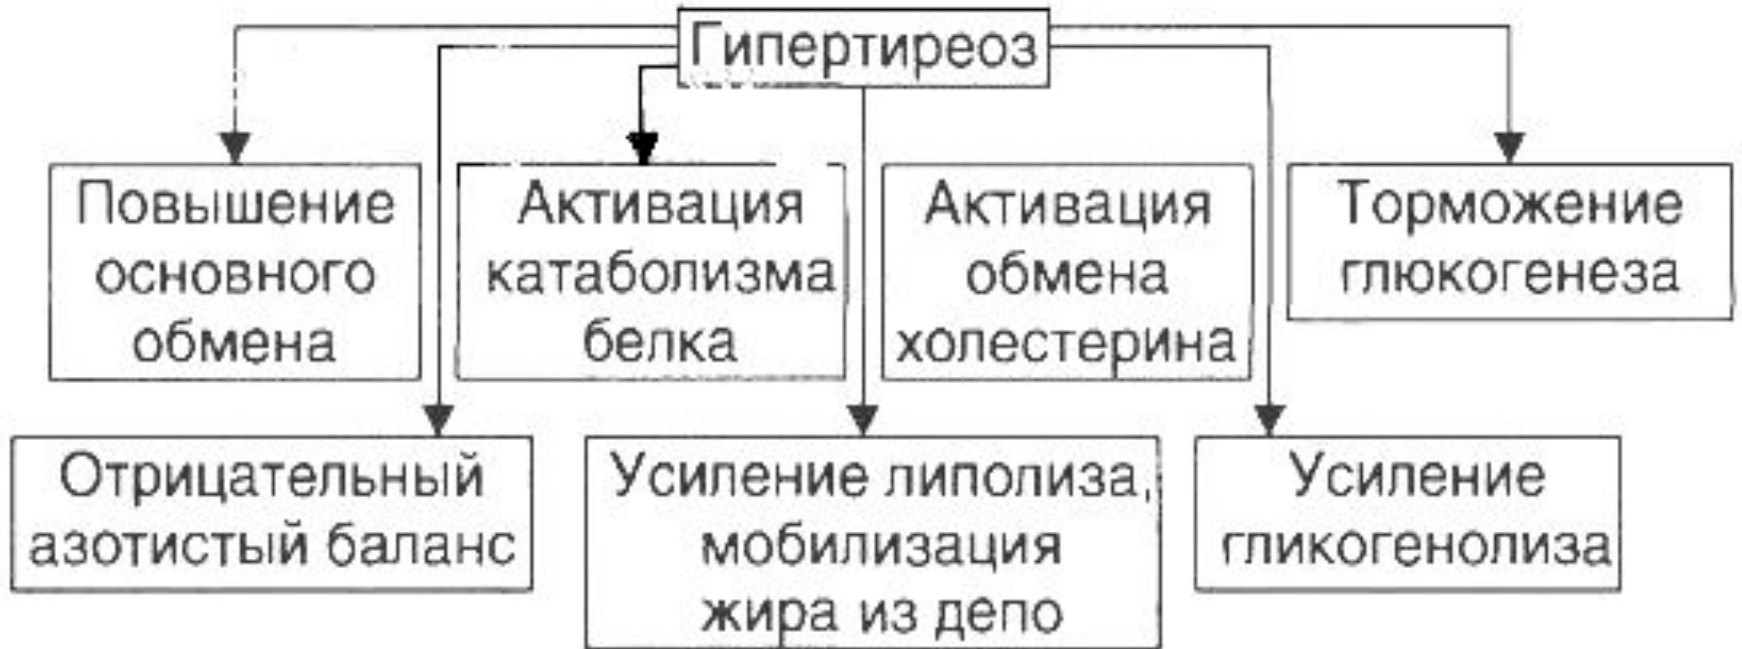 Гипертиреоз
Повышение
основного
обмена
Активация
катаболизма
белка
Активация
обмена
холестерина
Торможение
глюкогенеза
Отрицательный
азотистый баланс
Усиление липолиза,
мобилизация
жира из депо
Усиление
гликогенолиза